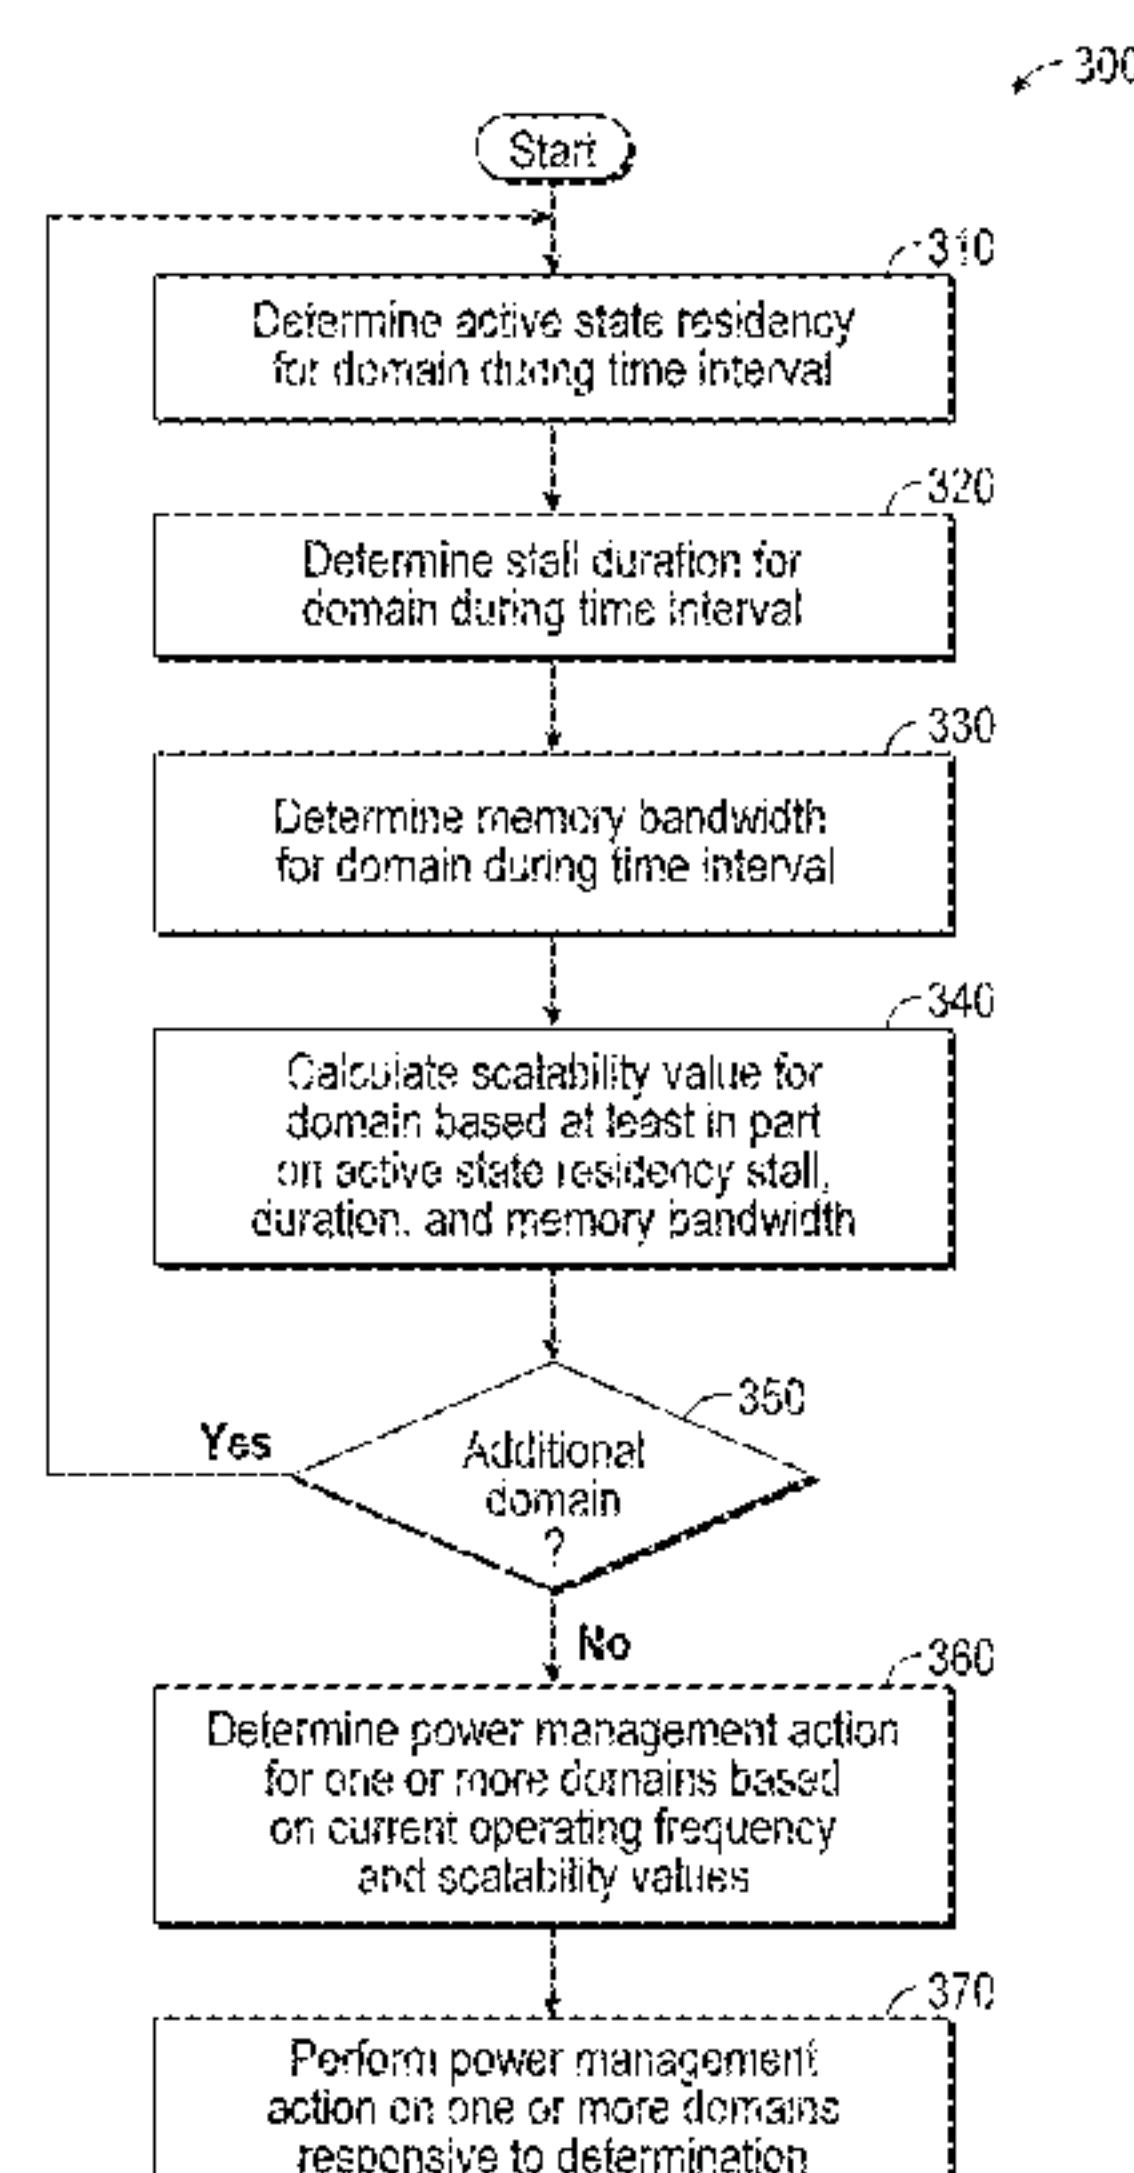 300
Start
310
Determine active state residency
for domain during time interval
320
Determine stall duration for
domain during time interval
330
Determine memory bandwidth
for domain during time interval
340
Calculate scalability value for
domain based at least in part
on active state residency stall,
duration, and memory bandwidth
350
Yes
Additional
domain
?
No
360
Determine power management action
for one or more domains based
on current operating frequency
and scalability values
370
Perform power management
action on one or more domains
responsive to determination